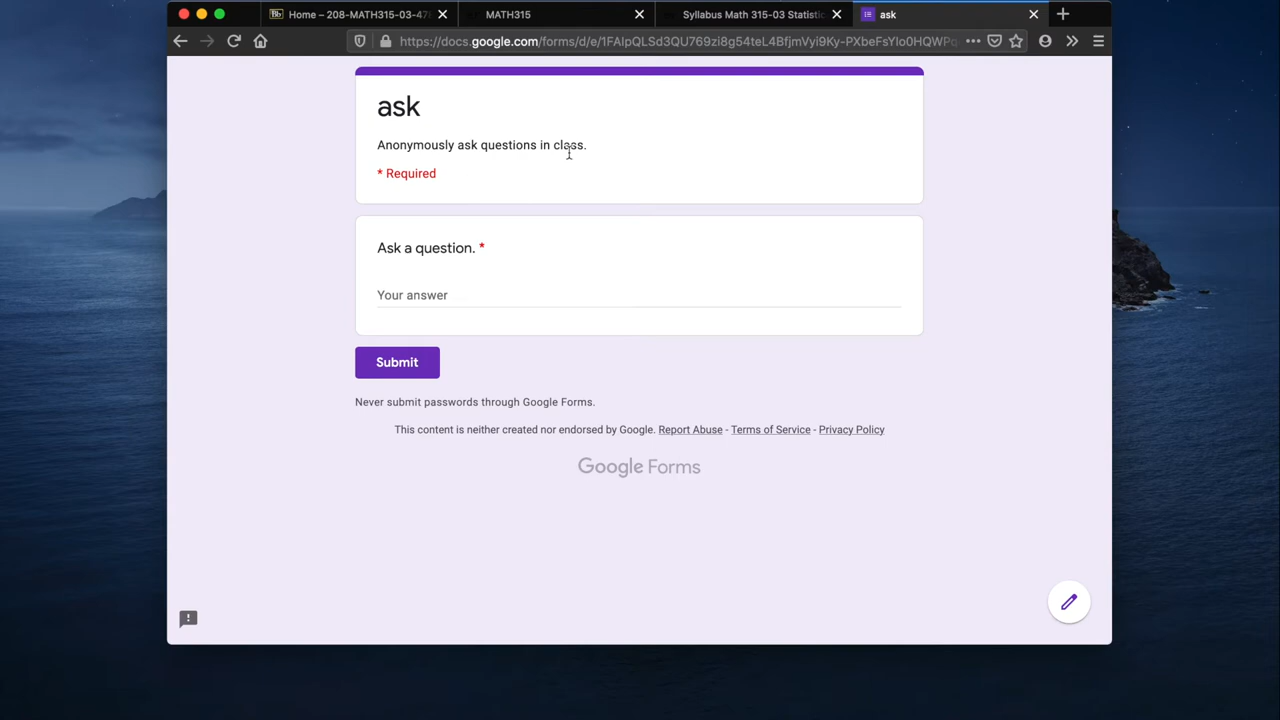 Home – 208-MATH315-03-47
MATH315
Syllabus Math 315-03 Statistic
ask
https://docs.google.com/forms/d/e/1FAIpQLSd3QU769zi8g54teL4BfjmVyi9Ky-PXbeFsYIo0HQWPq
ask
Anonymously ask questions in class.
* Required
Ask a question. *
Your answer
Submit
Never submit passwords through Google Forms.
This content is neither created nor endorsed by Google. Report Abuse - Terms of Service - Privacy Policy
Google Forms